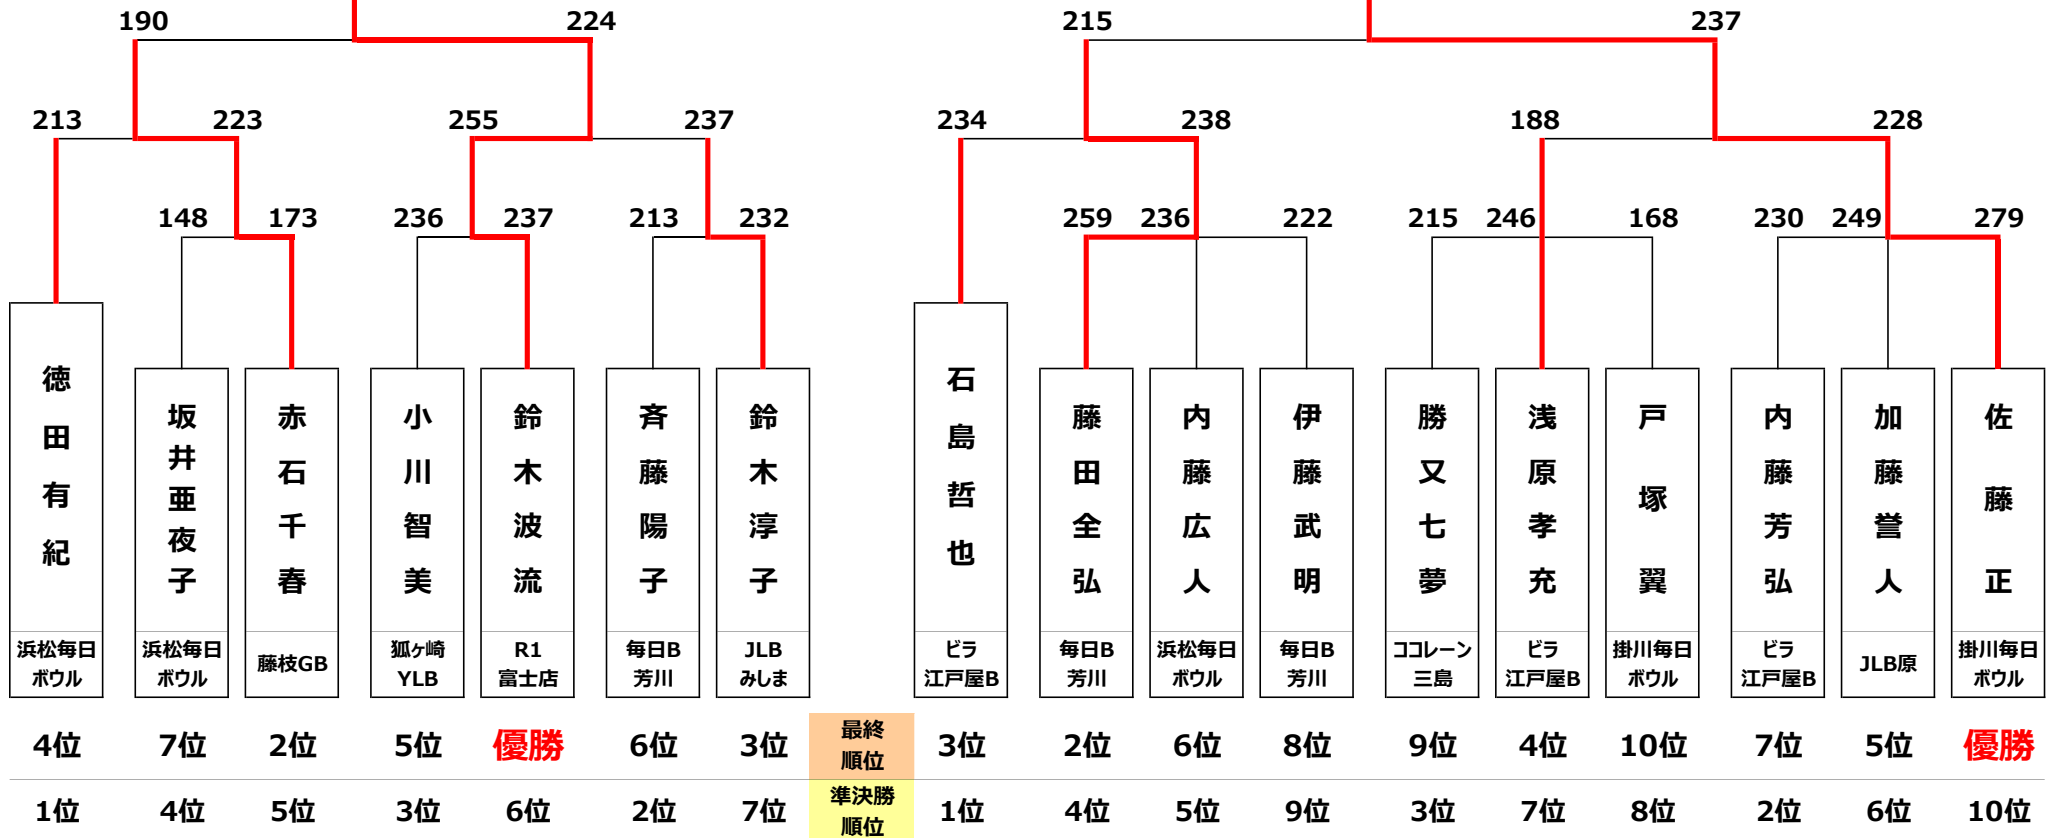 190 224 215 237
213 223 255 237 234 238 188 228
148 173 236 237 213 232 259 236 222 215 246 168 230 249 279
徳田有紀
坂井亜夜子
赤石千春
小川智美
鈴木波流
斉藤陽子
鈴木淳子
石島哲也
藤田全弘
内藤広人
伊藤武明
勝又七夢
浅原孝充
戸塚翼
内藤芳弘
加藤誉人
佐藤正
浜松毎日
ボウル
浜松毎日
ボウル
藤枝GB
狐ヶ崎
YLB
R1
富士店
毎日B
芳川
JLB
みしま
ビラ
江戸屋B
毎日B
芳川
浜松毎日
ボウル
毎日B
芳川
ココレーン
三島
ビラ
江戸屋B
掛川毎日
ボウル
ビラ
江戸屋B
JLB原
掛川毎日
ボウル
4位 7位 2位 5位 優勝 6位 3位 最終順位 3位 2位 6位 8位 9位 4位 10位 7位 5位 優勝
1位 4位 5位 3位 6位 2位 7位 準決勝順位 1位 4位 5位 9位 3位 7位 8位 2位 6位 10位